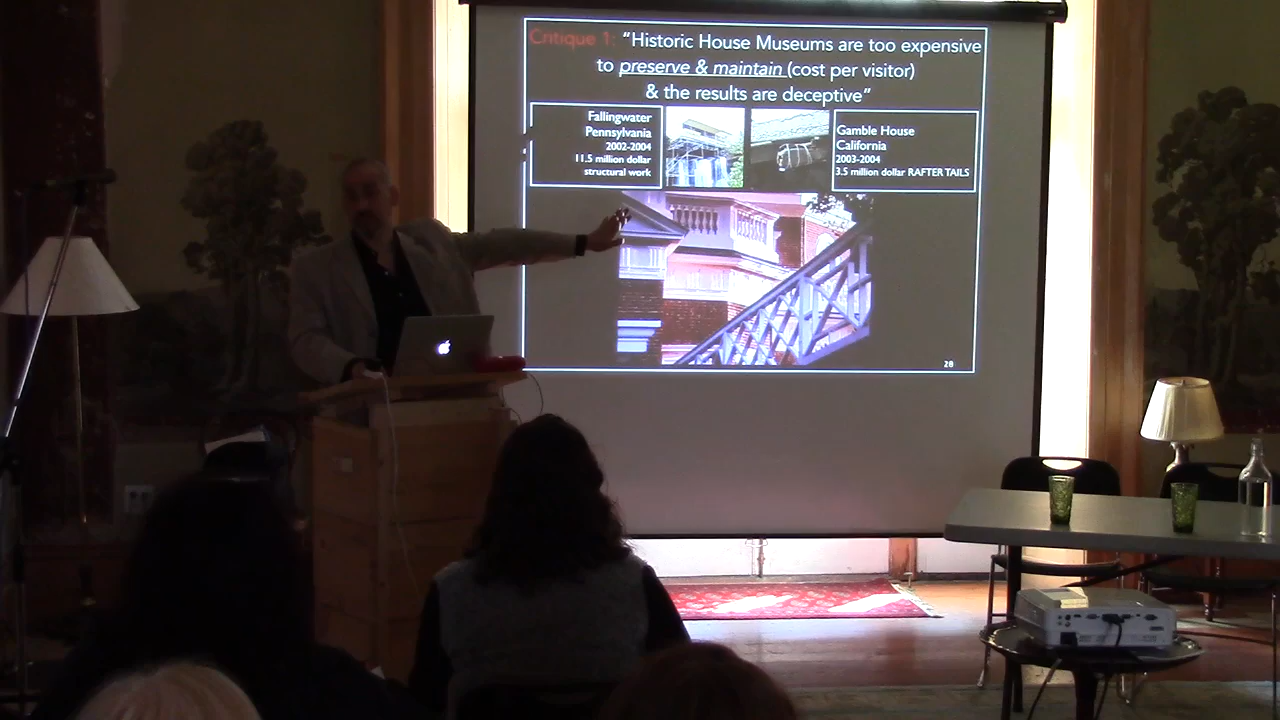 Critique 1: “Historic House Museums are too expensive
to preserve & maintain (cost per visitor)
& the results are deceptive”
Fallingwater
Pennsylvania
2002-2004
11.5 million dollar
structural work
Gamble House
California
2003-2004
3.5 million dollar RAFTER TAILS
28